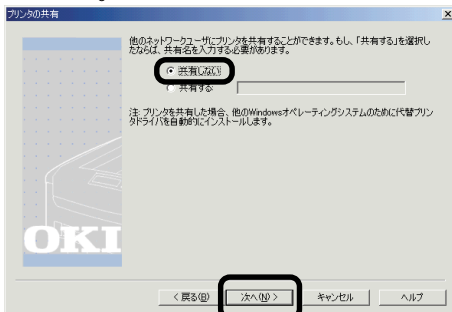 プリンタの共有
他のネットワークユーザにプリンタを共有することができます。もし、「共有する」を選択し
たならば、共有名を入力する必要があります。
共有しない
共有する
注: プリンタを共有した場合、他のWindowsオペレーティングシステムのために代替プリン
タドライバを自動的にインストールします。
OKI
< 戻る(B)
次へ(N) >
キャンセル
ヘルプ